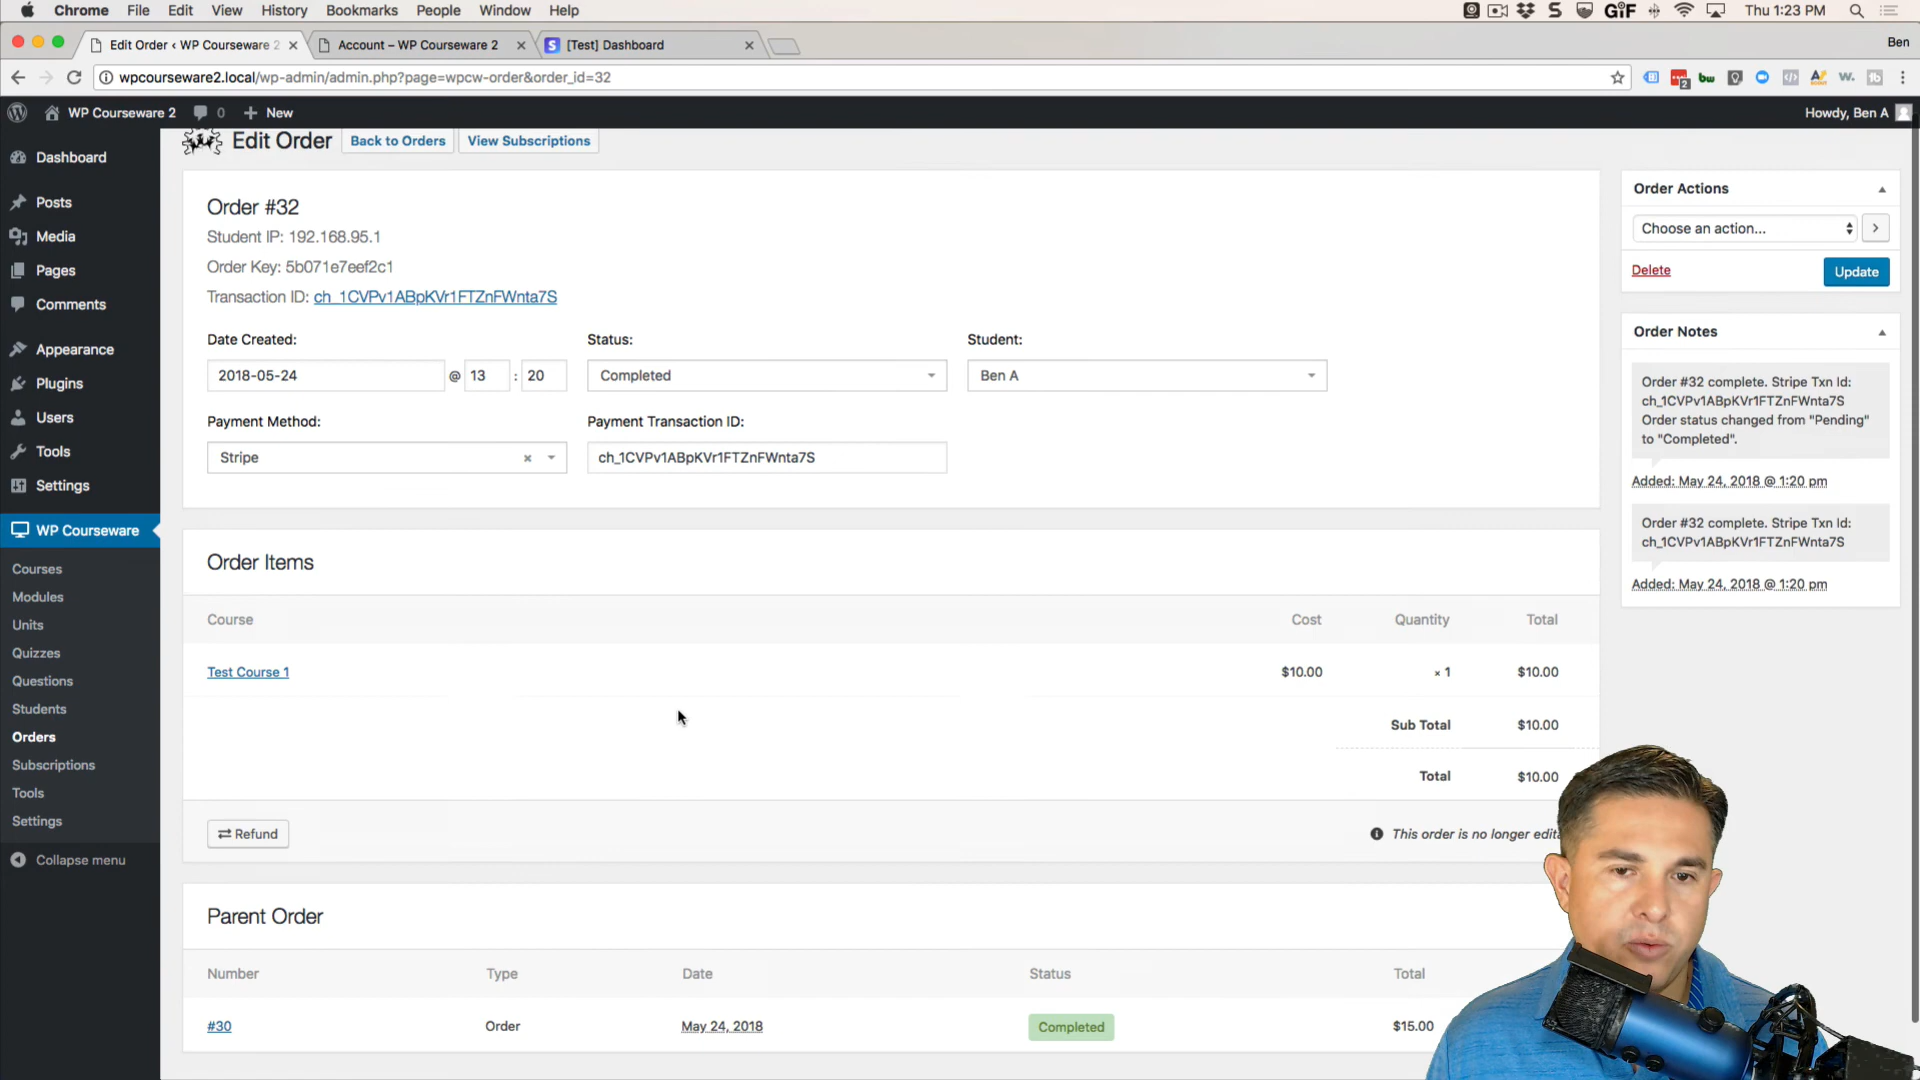 Chrome File Edit View History Bookmarks People Window Help GIF Thu 1:23 PM
Edit Order ‹ WP Courseware 2 Account – WP Courseware 2 [Test] Dashboard Ben
wpcourseware2.local/wp-admin/admin.php?page=wpcw-order&order_id=32
WP Courseware 2 0 New Howdy, Ben A
Dashboard
Posts
Media
Pages
Comments
Appearance
Plugins
Users
Tools
Settings
WP Courseware
Courses
Modules
Units
Quizzes
Questions
Students
Orders
Subscriptions
Tools
Settings
Collapse menu
Edit Order Back to Orders View Subscriptions
Order #32
Student IP: 192.168.95.1
Order Key: 5b071e7eef2c1
Transaction ID: ch_1CVPv1ABpKVr1FTZnFWnta7S
Date Created: Status: Student:
2018-05-24 @ 13 : 20 Completed Ben A
Payment Method: Payment Transaction ID:
Stripe × ch_1CVPv1ABpKVr1FTZnFWnta7S
Order Items
Course Cost Quantity Total
Test Course 1 $10.00 × 1 $10.00
Sub Total $10.00
Total $10.00
Refund This order is no longer edita
Parent Order
Number Type Date Status Total
#30 Order May 24, 2018 Completed $15.00
Order Actions
Choose an action...
Delete Update
Order Notes
Order #32 complete. Stripe Txn Id:
ch_1CVPv1ABpKVr1FTZnFWnta7S
Order status changed from "Pending"
to "Completed".
Added: May 24, 2018 @ 1:20 pm
Order #32 complete. Stripe Txn Id:
ch_1CVPv1ABpKVr1FTZnFWnta7S
Added: May 24, 2018 @ 1:20 pm